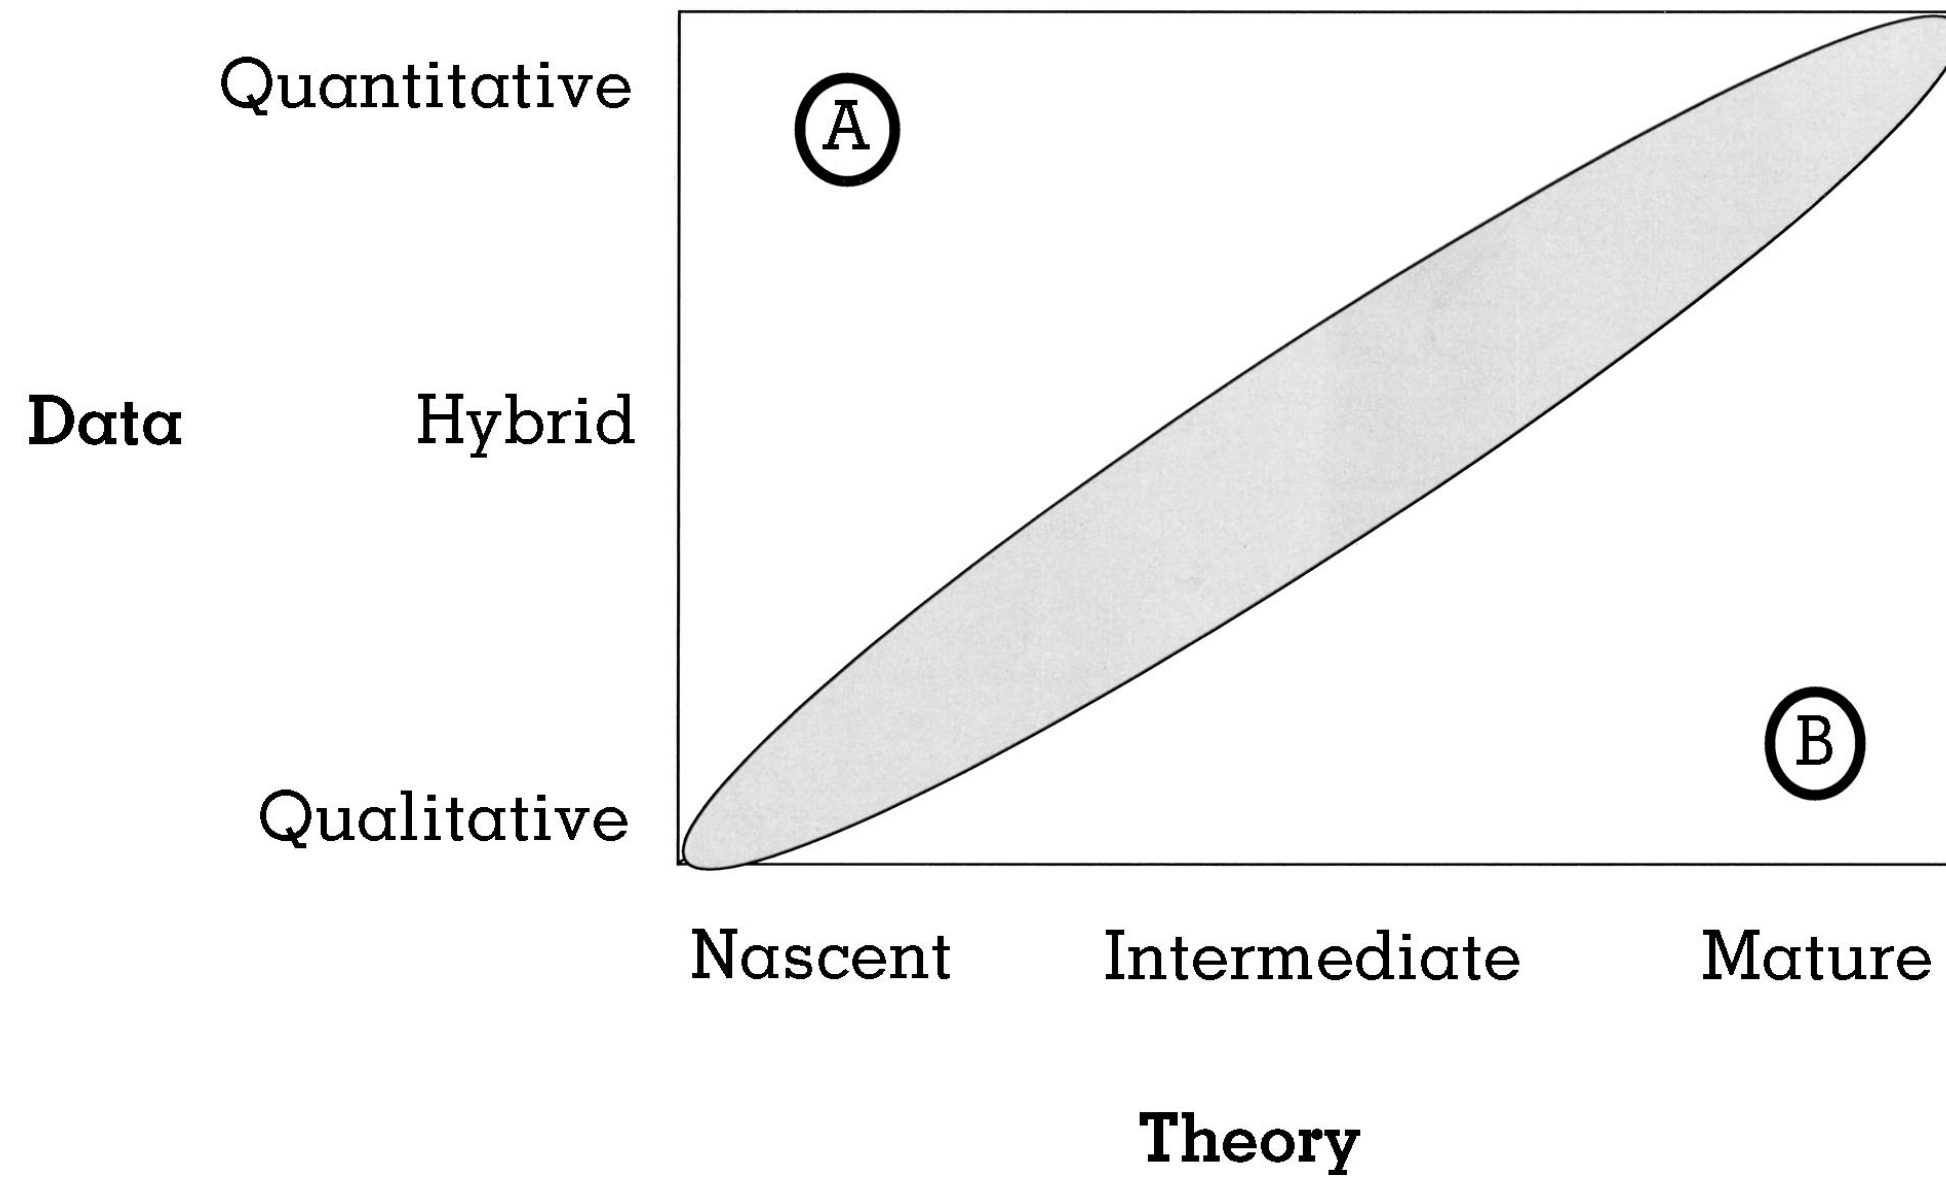 Quantitative
A
Data
Hybrid
B
Qualitative
Nascent
Intermediate
Mature
Theory